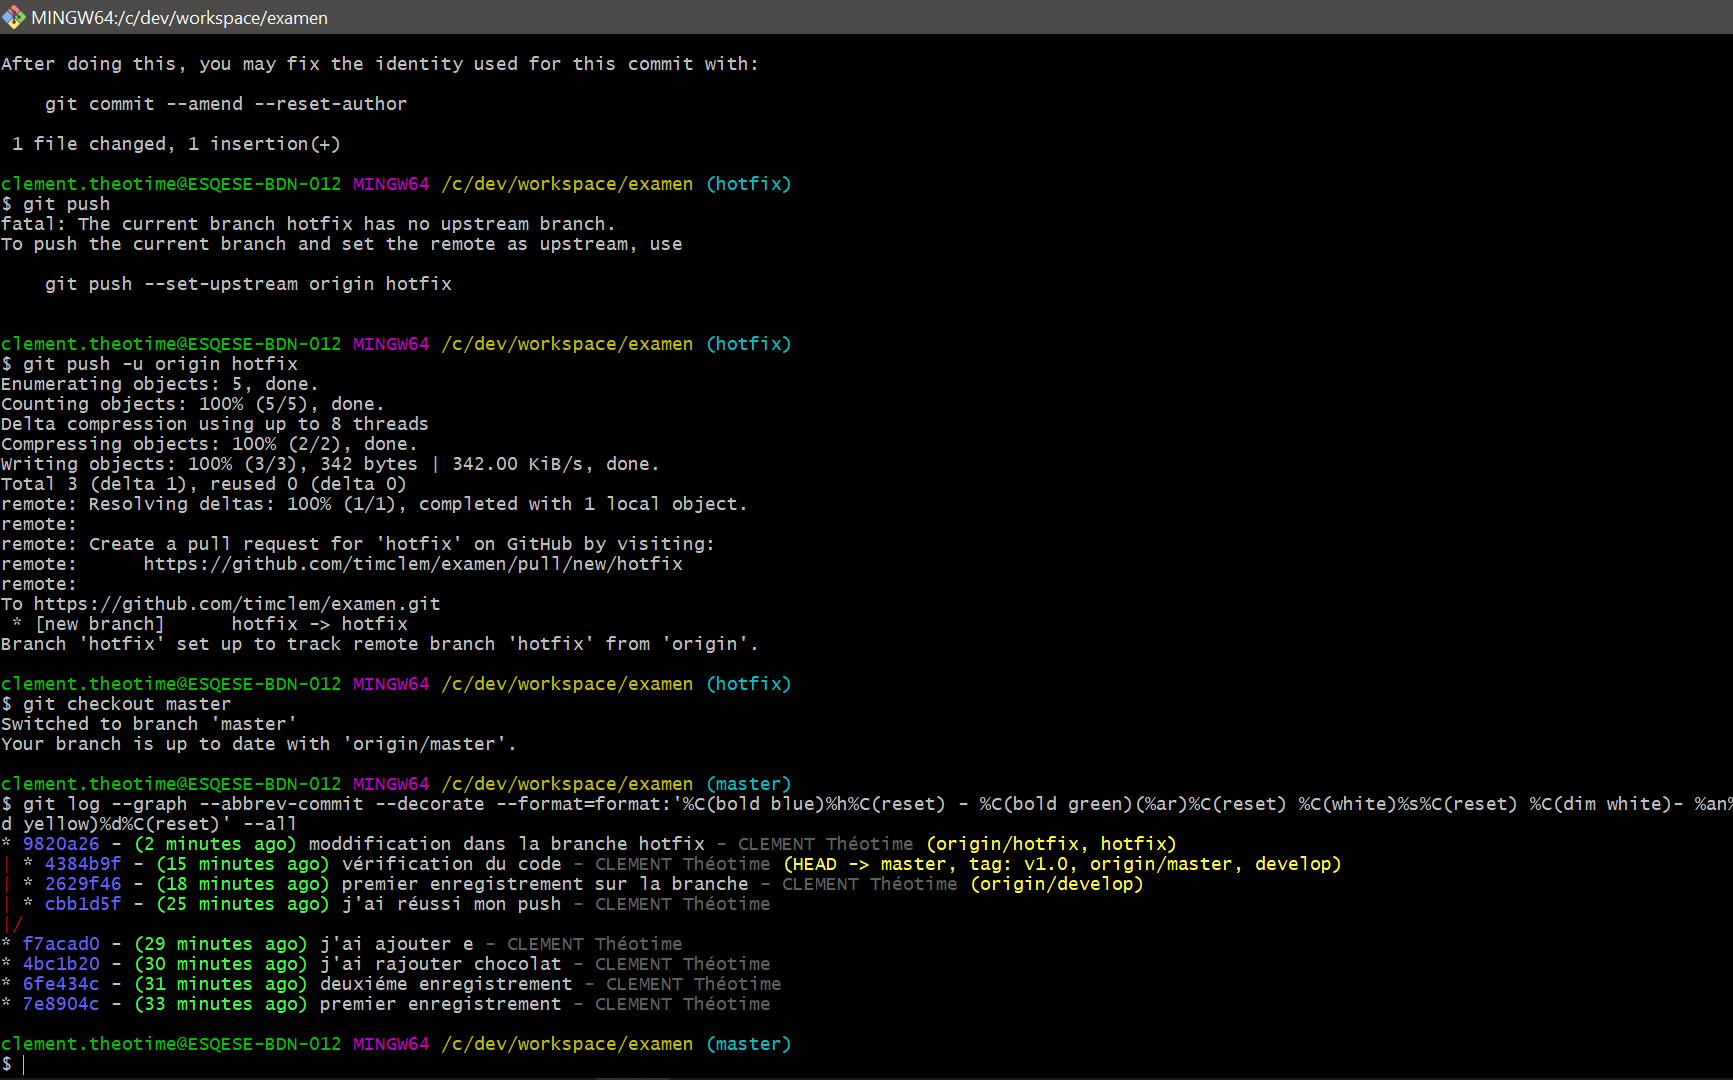 MINGW64:/c/dev/workspace/examen
After doing this, you may fix the identity used for this commit with:
    git commit --amend --reset-author
 1 file changed, 1 insertion(+)
clement.theotime@ESQESE-BDN-012 MINGW64 /c/dev/workspace/examen (hotfix)
$ git push
fatal: The current branch hotfix has no upstream branch.
To push the current branch and set the remote as upstream, use
    git push --set-upstream origin hotfix
clement.theotime@ESQESE-BDN-012 MINGW64 /c/dev/workspace/examen (hotfix)
$ git push -u origin hotfix
Enumerating objects: 5, done.
Counting objects: 100% (5/5), done.
Delta compression using up to 8 threads
Compressing objects: 100% (2/2), done.
Writing objects: 100% (3/3), 342 bytes | 342.00 KiB/s, done.
Total 3 (delta 1), reused 0 (delta 0)
remote: Resolving deltas: 100% (1/1), completed with 1 local object.
remote:
remote: Create a pull request for 'hotfix' on GitHub by visiting:
remote:      https://github.com/timclem/examen/pull/new/hotfix
remote:
To https://github.com/timclem/examen.git
 * [new branch]      hotfix -> hotfix
Branch 'hotfix' set up to track remote branch 'hotfix' from 'origin'.
clement.theotime@ESQESE-BDN-012 MINGW64 /c/dev/workspace/examen (hotfix)
$ git checkout master
Switched to branch 'master'
Your branch is up to date with 'origin/master'.
clement.theotime@ESQESE-BDN-012 MINGW64 /c/dev/workspace/examen (master)
$ git log --graph --abbrev-commit --decorate --format=format:'%C(bold blue)%h%C(reset) - %C(bold green)(%ar)%C(reset) %C(white)%s%C(reset) %C(dim white)- %an%
d yellow)%d%C(reset)' --all
* 9820a26 - (2 minutes ago) moddification dans la branche hotfix - CLEMENT Théotime (origin/hotfix, hotfix)
| * 4384b9f - (15 minutes ago) vérification du code - CLEMENT Théotime (HEAD -> master, tag: v1.0, origin/master, develop)
| * 2629f46 - (18 minutes ago) premier enregistrement sur la branche - CLEMENT Théotime (origin/develop)
| * cbb1d5f - (25 minutes ago) j'ai réussi mon push - CLEMENT Théotime
|/
* f7acad0 - (29 minutes ago) j'ai ajouter e - CLEMENT Théotime
* 4bc1b20 - (30 minutes ago) j'ai rajouter chocolat - CLEMENT Théotime
* 6fe434c - (31 minutes ago) deuxiéme enregistrement - CLEMENT Théotime
* 7e8904c - (33 minutes ago) premier enregistrement - CLEMENT Théotime
clement.theotime@ESQESE-BDN-012 MINGW64 /c/dev/workspace/examen (master)
$